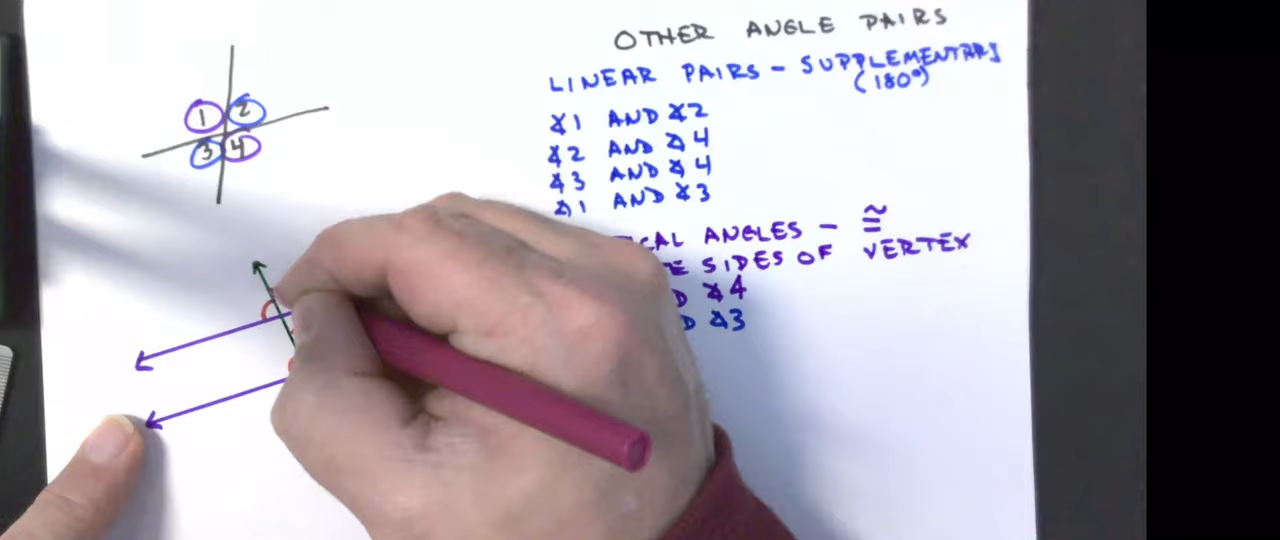 OTHER ANGLE PAIRS
LINEAR PAIRS - SUPPLEMENTARY
(180°)
∡1 AND ∡2
∡2 AND ∡4
∡3 AND ∡4
∡1 AND ∡3
ANGLES - ≅
SIDES OF VERTEX
∡4
∡3
1 2
3 4